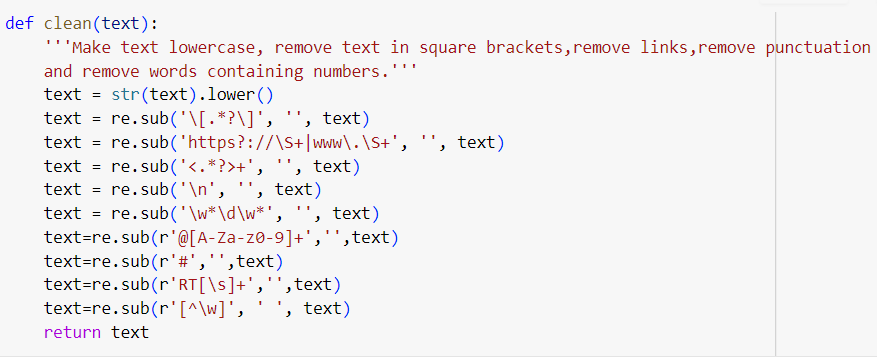 def clean(text):
    '''Make text lowercase, remove text in square brackets,remove links,remove punctuation
    and remove words containing numbers.'''
    text = str(text).lower()
    text = re.sub('\[.*?\]', '', text)
    text = re.sub('https?://\S+|www\.\S+', '', text)
    text = re.sub('<.*?>+', '', text)
    text = re.sub('\n', '', text)
    text = re.sub('\w*\d\w*', '', text)
    text=re.sub(r'@[A-Za-z0-9]+','',text)
    text=re.sub(r'#','',text)
    text=re.sub(r'RT[\s]+','',text)
    text=re.sub(r'[^\w]', ' ', text)
    return text